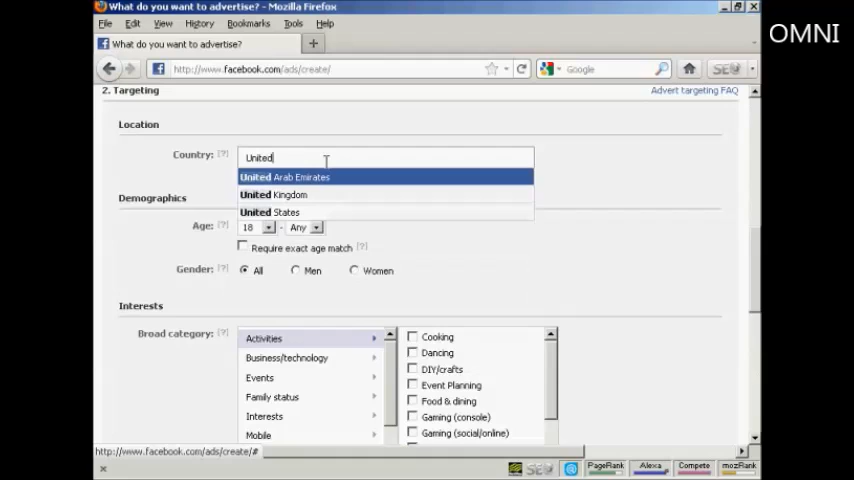 What do you want to advertise? - Mozilla Firefox
OMNI
File Edit View History Bookmarks Tools Help
What do you want to advertise?
http://www.facebook.com/ads/create/
Google
SEO
2. Targeting
Advert targeting FAQ
Location
Country: [?]
United
United Arab Emirates
United Kingdom
United States
Demographics
Age: [?] 18 - Any
Require exact age match [?]
Gender: [?] All Men Women
Interests
Broad category: [?]
Activities
Business/technology
Events
Family status
Interests
Mobile
Cooking
Dancing
DIY/crafts
Event Planning
Food & dining
Gaming (console)
Gaming (social/online)
http://www.facebook.com/ads/create/#
SEO
PageRank
Alexa
Compete
mozRank